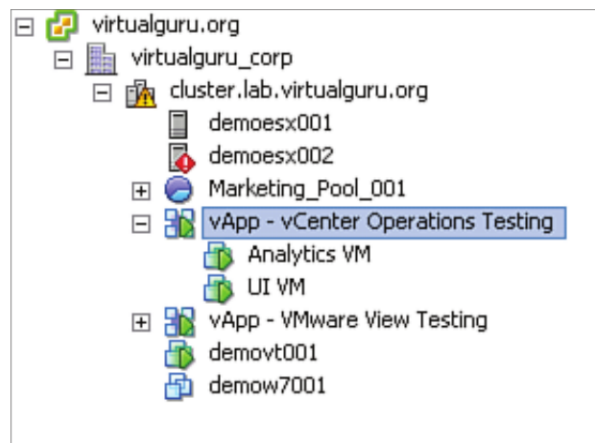 virtualguru.org
virtualguru_corp
cluster.lab.virtualguru.org
demoesx001
demoesx002
Marketing_Pool_001
vApp - vCenter Operations Testing
Analytics VM
UI VM
vApp - VMware View Testing
demovt001
demow7001